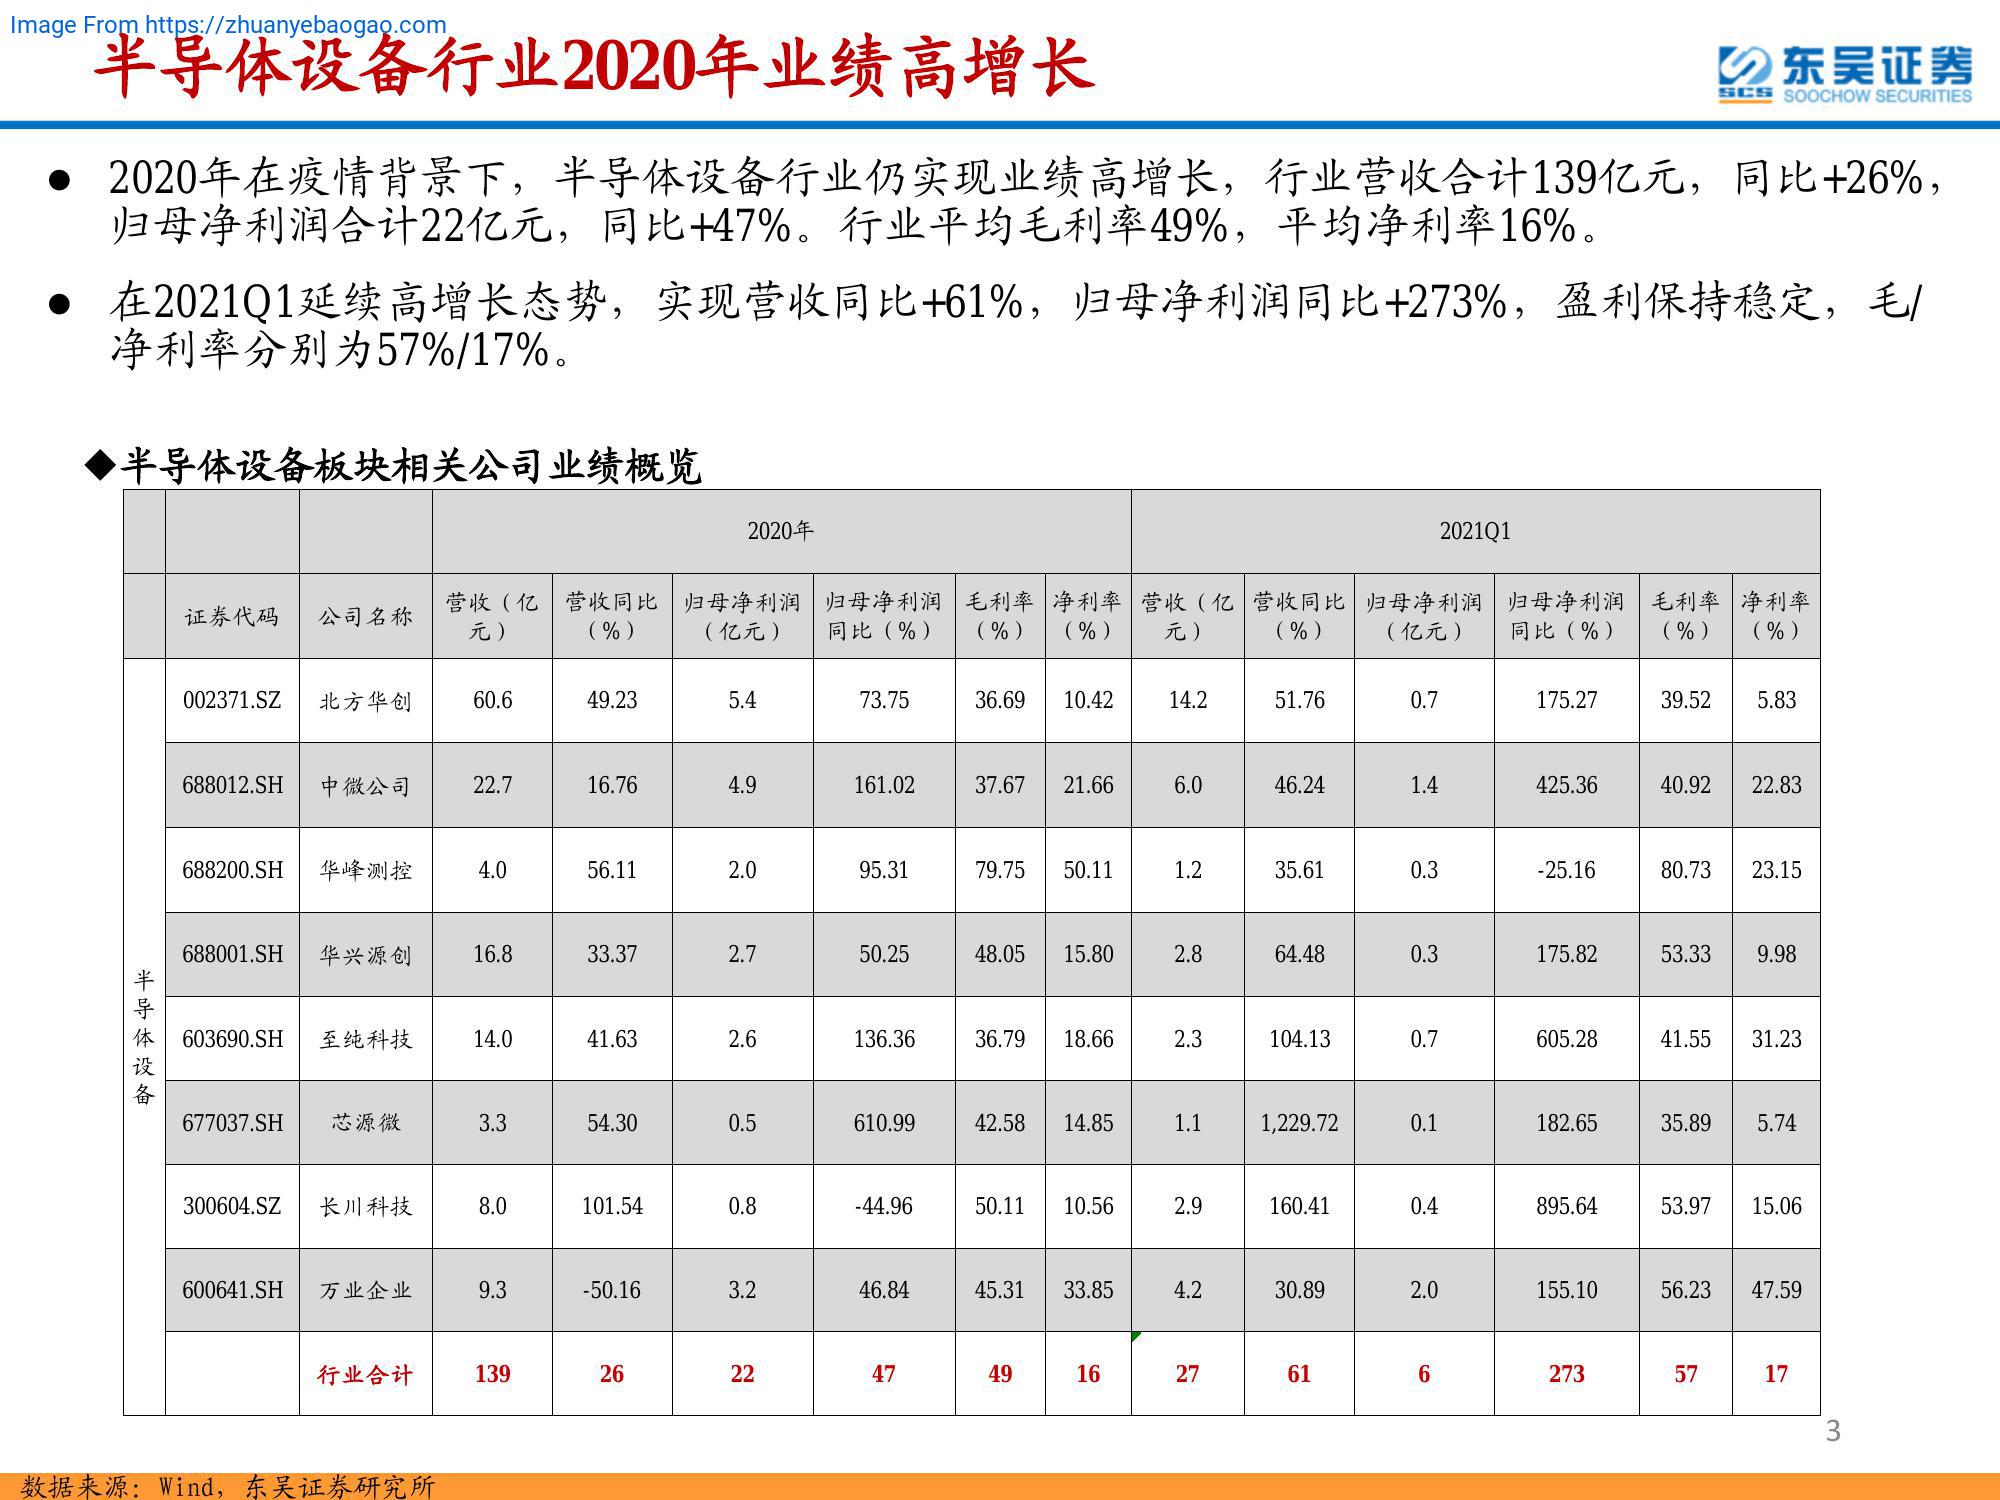 Image From https://zhuanyebaogao.com
半导体设备行业2020年业绩高增长
东吴证券
SCS SOOCHOW SECURITIES
● 2020年在疫情背景下，半导体设备行业仍实现业绩高增长，行业营收合计139亿元，同比+26%，
归母净利润合计22亿元，同比+47%。行业平均毛利率49%，平均净利率16%。
● 在2021Q1延续高增长态势，实现营收同比+61%，归母净利润同比+273%，盈利保持稳定，毛/
净利率分别为57%/17%。
◆半导体设备板块相关公司业绩概览
2020年 2021Q1
证券代码 公司名称 营收（亿元） 营收同比（%） 归母净利润（亿元） 归母净利润同比（%） 毛利率（%） 净利率（%） 营收（亿元） 营收同比（%） 归母净利润（亿元） 归母净利润同比（%） 毛利率（%） 净利率（%）
半导体设备
002371.SZ 北方华创 60.6 49.23 5.4 73.75 36.69 10.42 14.2 51.76 0.7 175.27 39.52 5.83
688012.SH 中微公司 22.7 16.76 4.9 161.02 37.67 21.66 6.0 46.24 1.4 425.36 40.92 22.83
688200.SH 华峰测控 4.0 56.11 2.0 95.31 79.75 50.11 1.2 35.61 0.3 -25.16 80.73 23.15
688001.SH 华兴源创 16.8 33.37 2.7 50.25 48.05 15.80 2.8 64.48 0.3 175.82 53.33 9.98
603690.SH 至纯科技 14.0 41.63 2.6 136.36 36.79 18.66 2.3 104.13 0.7 605.28 41.55 31.23
677037.SH 芯源微 3.3 54.30 0.5 610.99 42.58 14.85 1.1 1,229.72 0.1 182.65 35.89 5.74
300604.SZ 长川科技 8.0 101.54 0.8 -44.96 50.11 10.56 2.9 160.41 0.4 895.64 53.97 15.06
600641.SH 万业企业 9.3 -50.16 3.2 46.84 45.31 33.85 4.2 30.89 2.0 155.10 56.23 47.59
行业合计 139 26 22 47 49 16 27 61 6 273 57 17
3
数据来源：Wind，东吴证券研究所